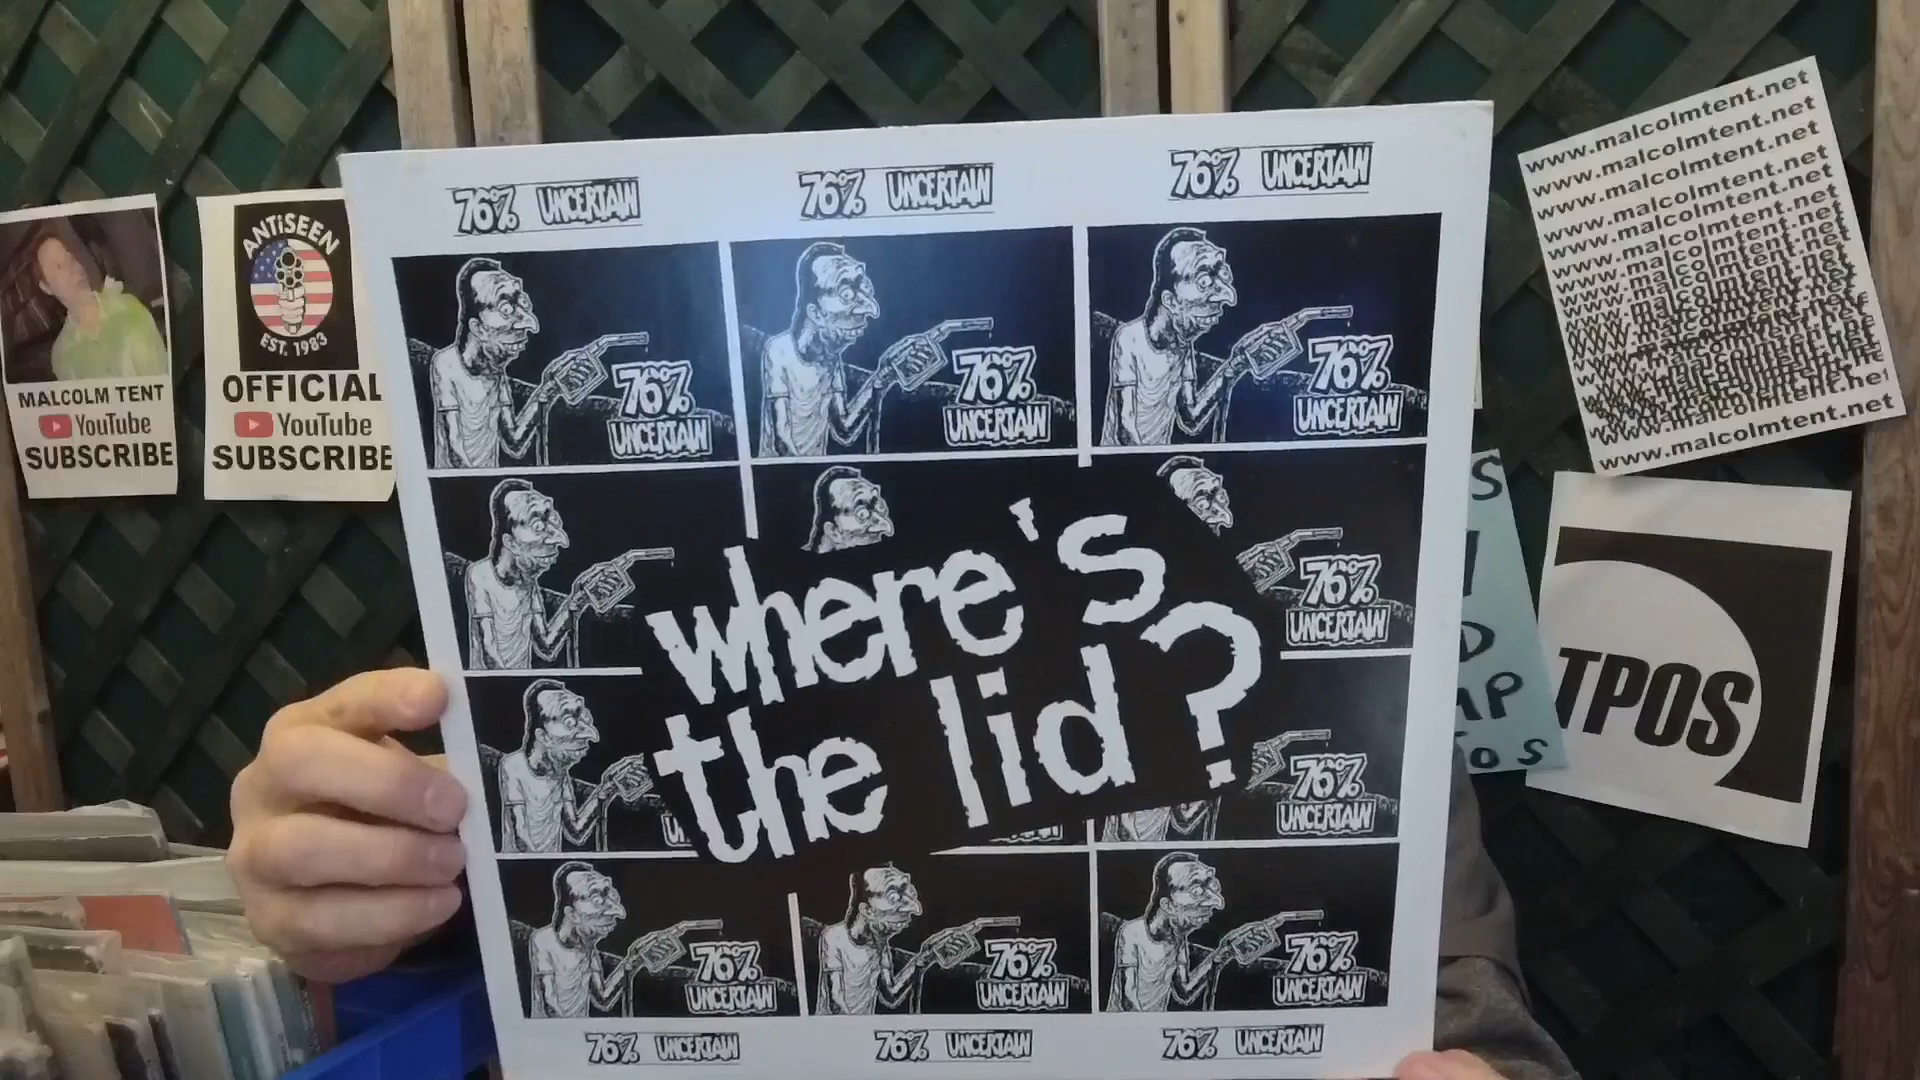 MALCOLM TENT
YouTube
SUBSCRIBE
ANTiSEEN
EST. 1983
OFFICIAL
YouTube
SUBSCRIBE
76% UNCERTAIN
76% UNCERTAIN
76% UNCERTAIN
76%
UNCERTAIN
76%
UNCERTAIN
76%
UNCERTAIN
76%
UNCERTAIN
where's
the lid?
76%
UNCERTAIN
76%
UNCERTAIN
76%
UNCERTAIN
76%
UNCERTAIN
76% UNCERTAIN
76% UNCERTAIN
76% UNCERTAIN
www.malcolmtent.net
www.malcolmtent.net
www.malcolmtent.net
www.malcolmtent.net
www.malcolmtent.net
www.malcolmtent.net
www.malcolmtent.net
www.malcolmtent.net
TPOS